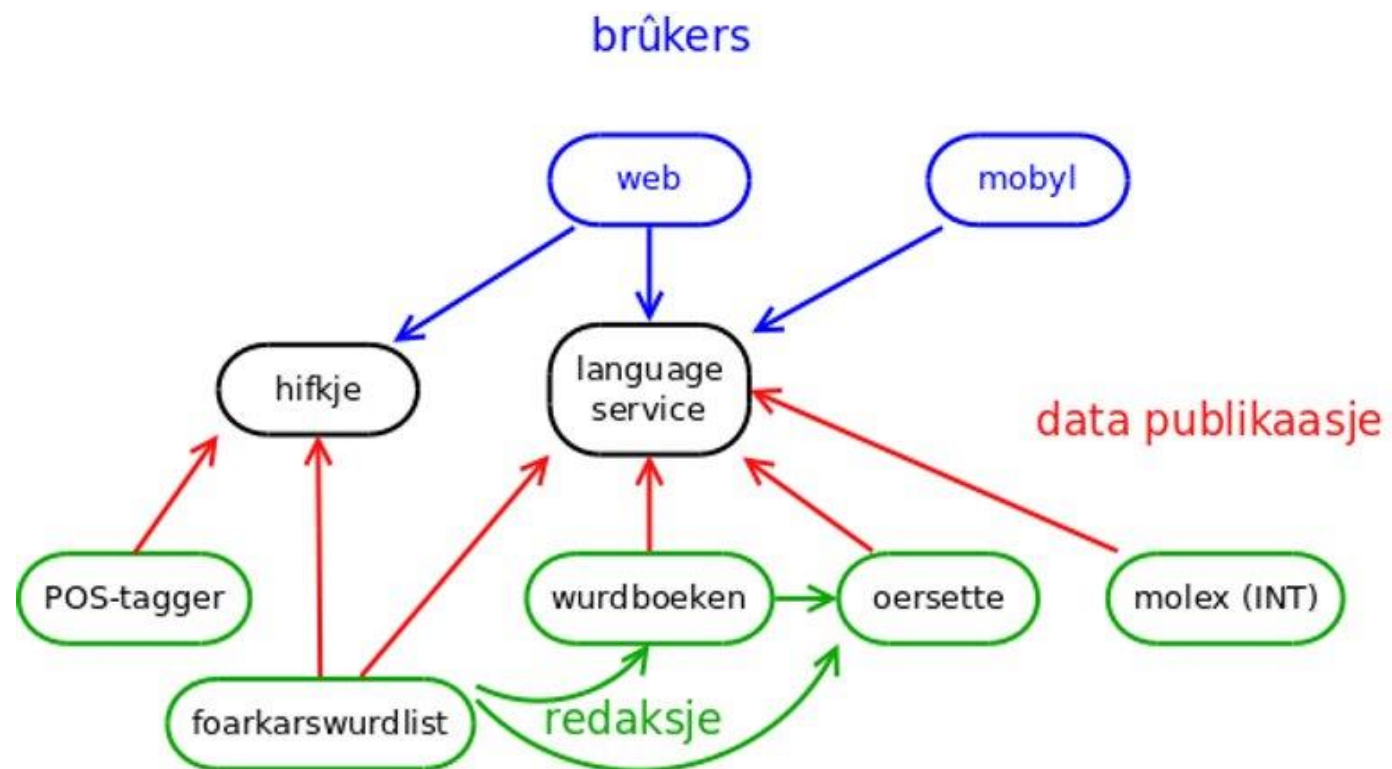 brûkers
web
mobyl
hifkje
language
service
data publikaasje
POS-tagger
wurdboeken
oersette
molex (INT)
foarkarswurdlist
redaksje